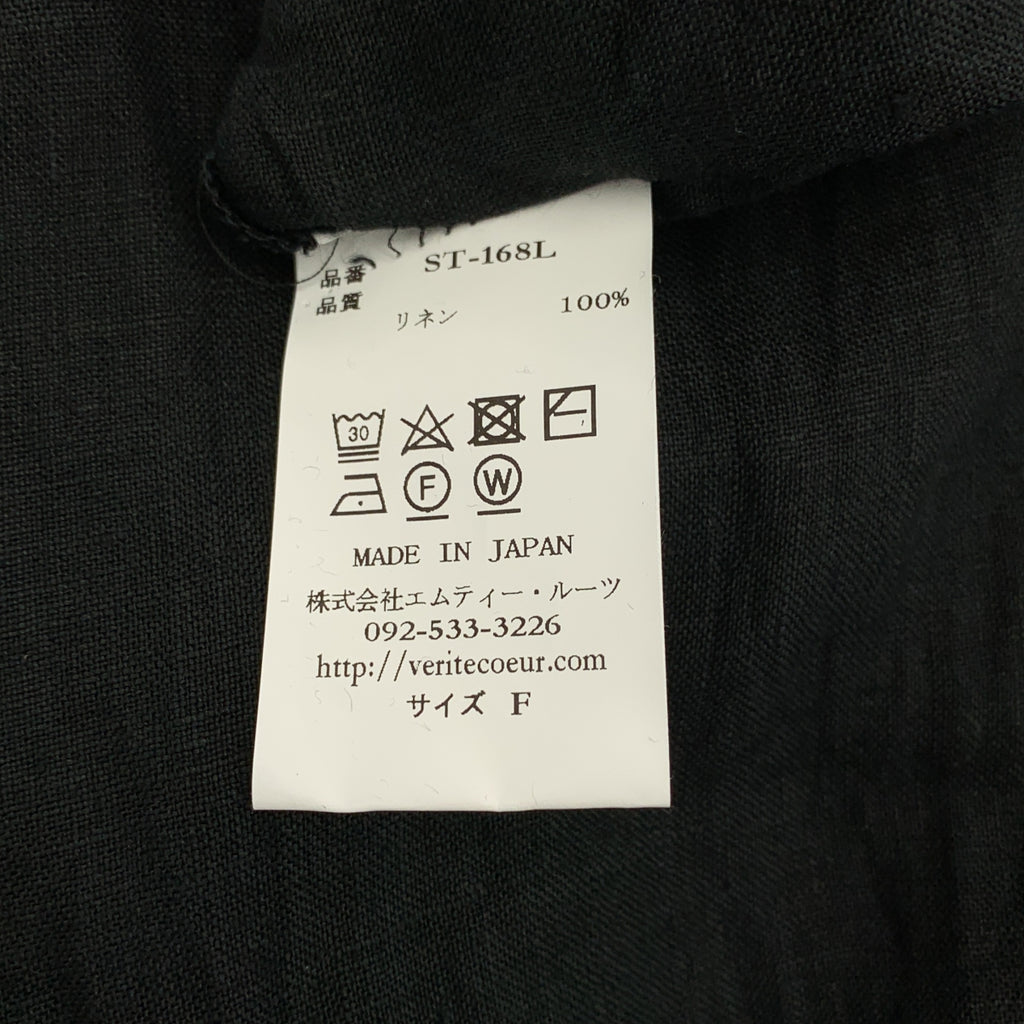 品番 ST-168L
品質
リネン 100%
30
F W
MADE IN JAPAN
株式会社エムティー・ルーツ
092-533-3226
http://veritecoeur.com
サイズ F